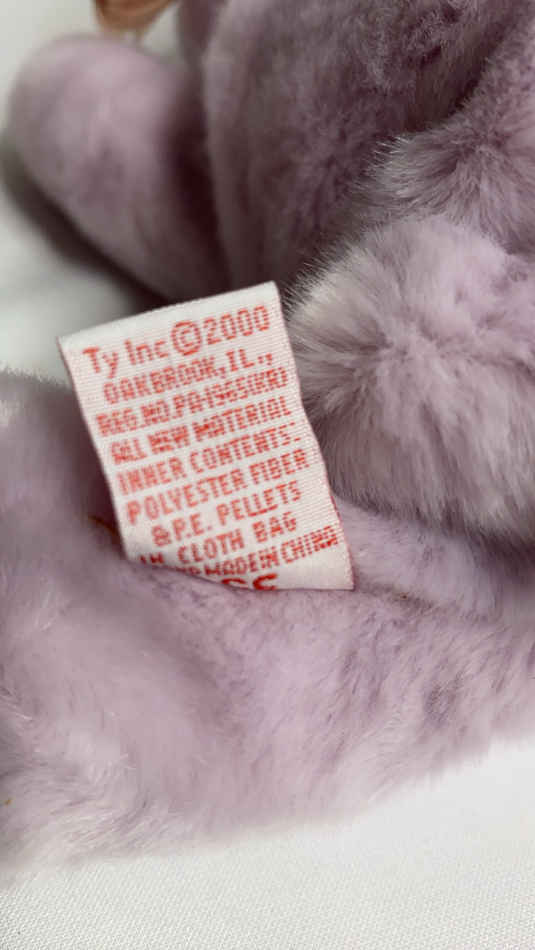 Ty Inc ©2000
OAKBROOK, IL.,
REG.NO.PA.1965(KR)
ALL NEW MATERIAL
INNER CONTENTS:
POLYESTER FIBER
& P.E. PELLETS
CLOTH BAG
MADE IN CHINA